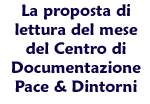 La proposta di
lettura del mese
del Centro di
Documentazione
Pace & Dintorni